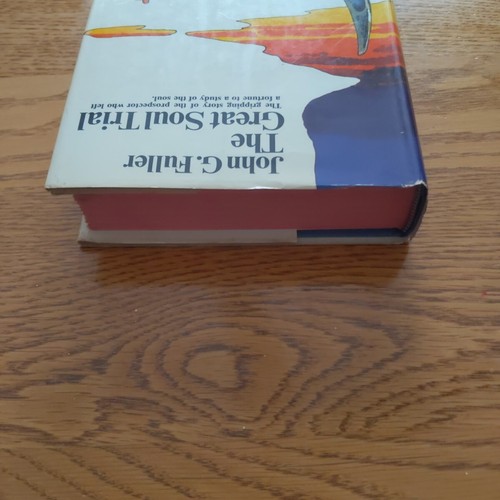 John G. Fuller
The
Great Soul Trial
The gripping story of the prospector who left
a fortune to a study of the soul.